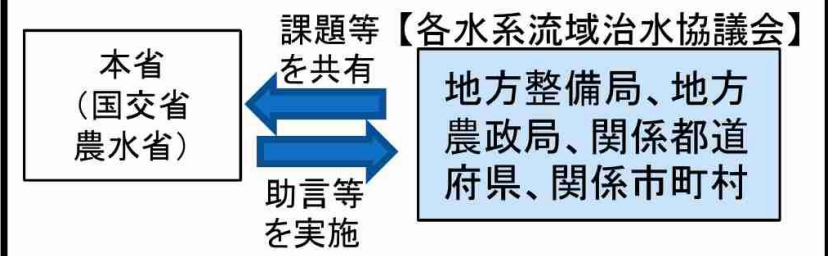 本省
（国交省
農水省）
課題等
を共有
助言等
を実施
【各水系流域治水協議会】
地方整備局、地方
農政局、関係都道
府県、関係市町村